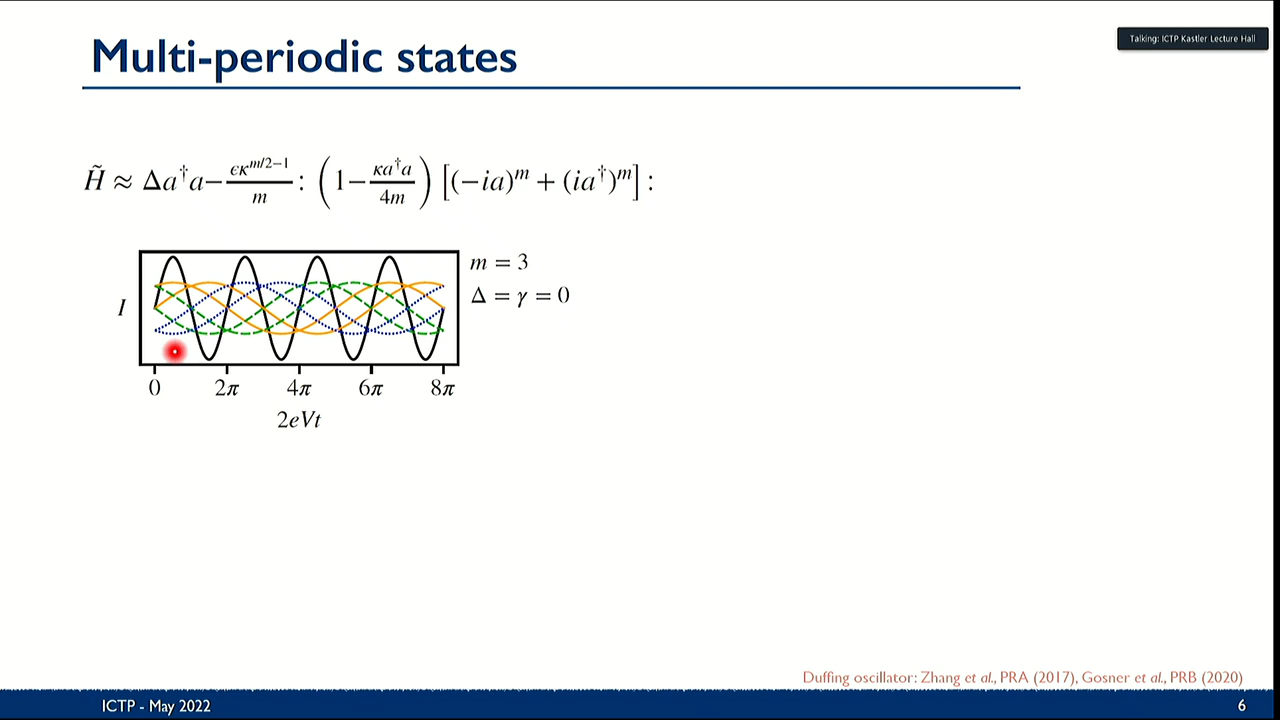 Multi-periodic states
Talking: ICTP Kastler Lecture Hall
H̃ ≈ Δa†a− ϵκ^{m/2−1}/m : (1− κa†a/4m) [(−ia)^m + (ia†)^m] :
m = 3
Δ = γ = 0
I
0 2π 4π 6π 8π
2eVt
Duffing oscillator: Zhang et al., PRA (2017), Gosner et al., PRB (2020)
ICTP - May 2022
6